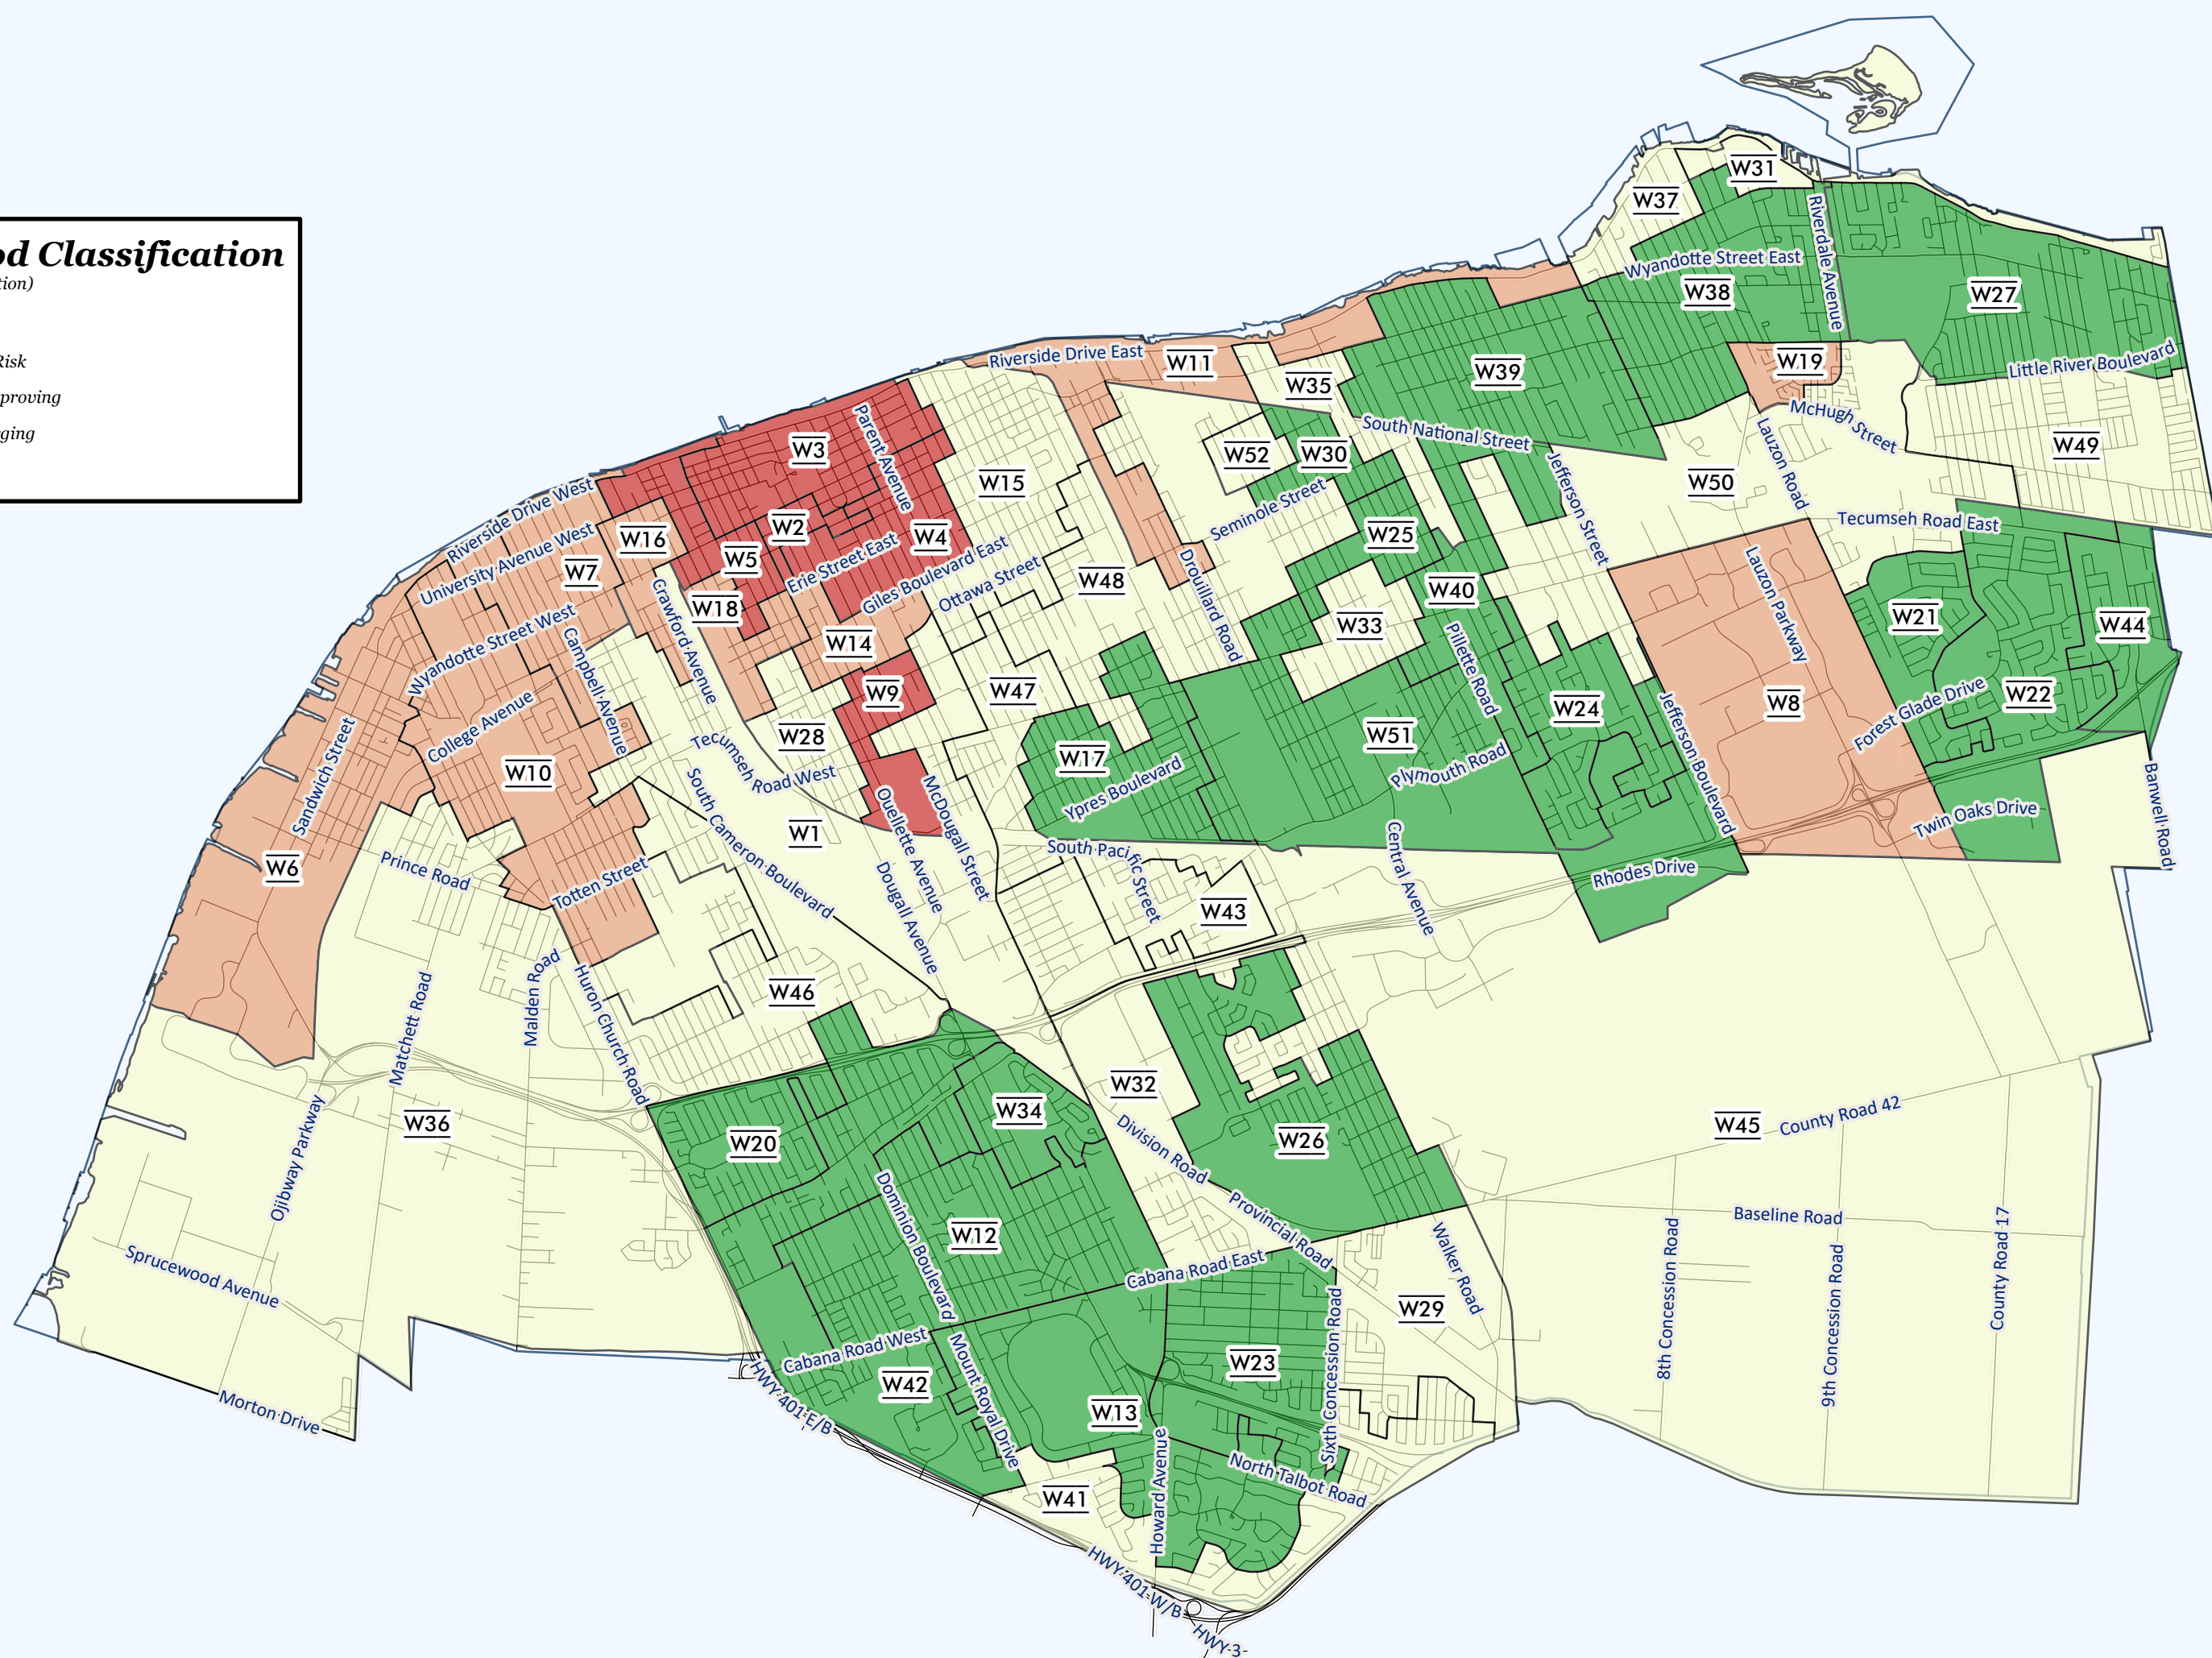 od Classification
tion)
Risk
proving
rging
W31
W37
Riverdale Avenue
Wyandotte Street East
W38
W27
Riverside Drive East
W11
W19
Little River Boulevard
W35
W39
McHugh Street
W3
Parent Avenue
South National Street
Lauzon Road
W49
W52
W30
W15
Jefferson Street
W50
Riverside Drive West
Seminole Street
University Avenue West
W16
W2
W4
W25
Tecumseh Road East
W5
Erie Street East
Giles Boulevard East
W7
W48
Drouillard Road
W40
Lauzon Parkway
Ottawa Street
Crawford Avenue
W18
W33
W21
W44
Wyandotte Street West
Campbell Avenue
W14
Pillette Road
W9
W47
W24
W8
Forest Glade Drive
W22
College Avenue
Sandwich Street
W28
W51
Jefferson Boulevard
Tecumseh Road West
W17
Plymouth Road
W10
Ypres Boulevard
Banwell Road
South Cameron Boulevard
Ouellette Avenue
McDougall Street
W1
Central Avenue
Twin Oaks Drive
W6
Prince Road
South Pacific Street
Totten Street
Dougall Avenue
Rhodes Drive
W43
Malden Road
W46
Huron Church Road
Matchett Road
W32
W36
W34
W45
County Road 42
W20
Division Road
W26
Ojibway Parkway
Dominion Boulevard
W12
Provincial Road
Baseline Road
County Road 17
Sprucewood Avenue
Cabana Road East
Walker Road
8th Concession Road
9th Concession Road
W29
Cabana Road West
Sixth Concession Road
W23
Mount Royal Drive
W42
HWY 401 E/B
Morton Drive
W13
Howard Avenue
North Talbot Road
W41
HWY 401 W/B
HWY 3